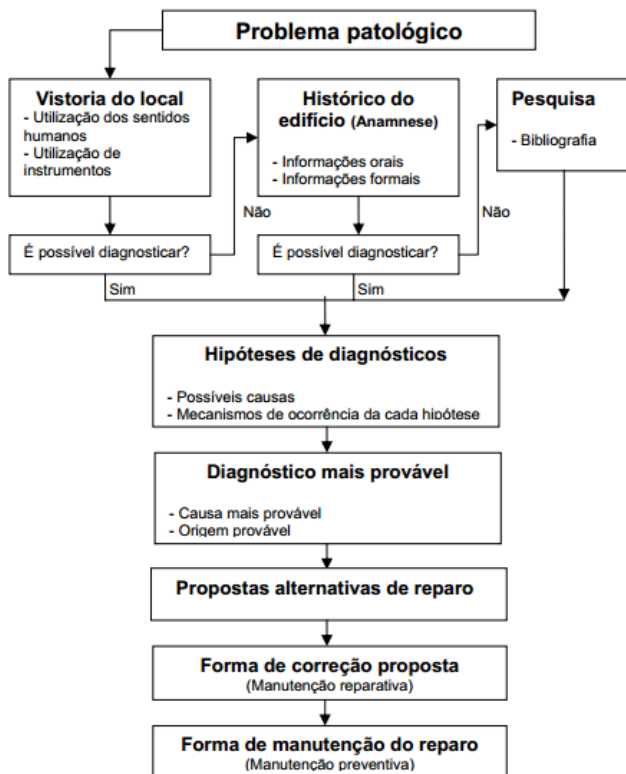 Problema patológico
Vistoria do local
- Utilização dos sentidos
humanos
- Utilização de
instrumentos
Histórico do
edifício (Anamnese)
- Informações orais
- Informações formais
Pesquisa
- Bibliografia
Não
Não
É possível diagnosticar?
É possível diagnosticar?
Sim
Sim
Hipóteses de diagnósticos
- Possíveis causas
- Mecanismos de ocorrência da cada hipótese
Diagnóstico mais provável
- Causa mais provável
- Origem provável
Propostas alternativas de reparo
Forma de correção proposta
(Manutenção reparativa)
Forma de manutenção do reparo
(Manutenção preventiva)